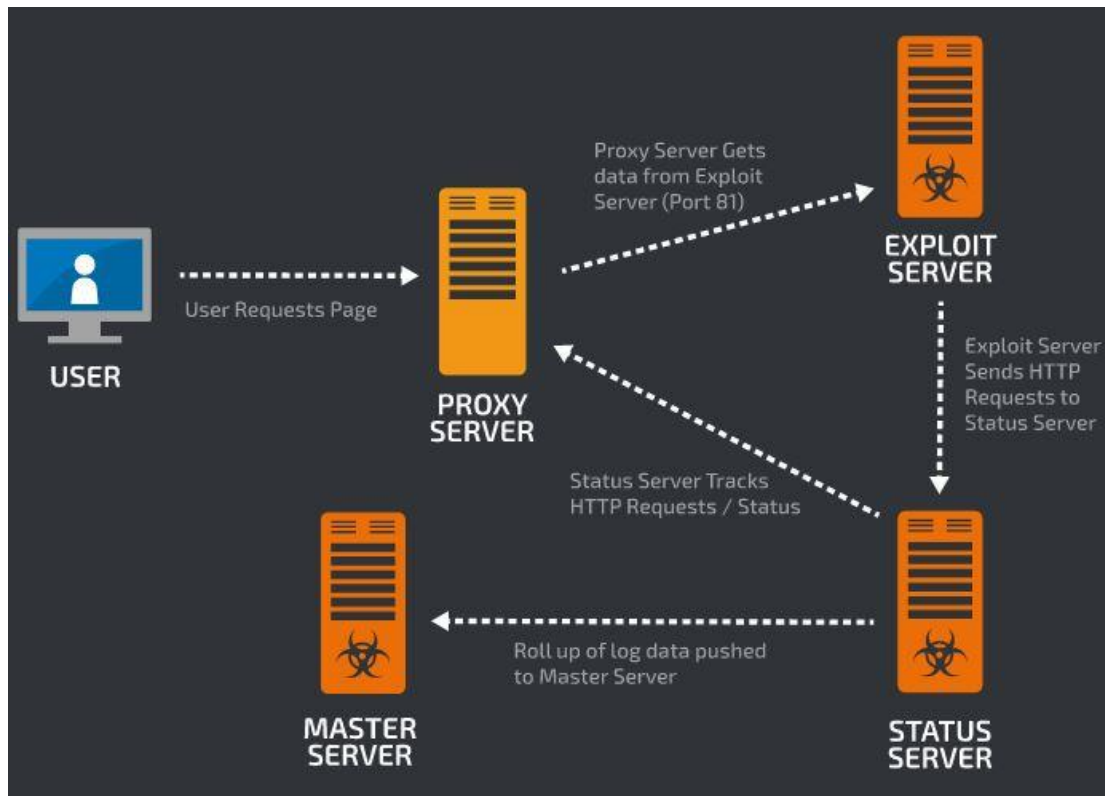 Proxy Server Gets
data from Exploit
Server (Port 81)
EXPLOIT
SERVER
User Requests Page
USER
PROXY
SERVER
Exploit Server
Sends HTTP
Requests to
Status Server
Status Server Tracks
HTTP Requests / Status
Roll up of log data pushed
to Master Server
MASTER
SERVER
STATUS
SERVER